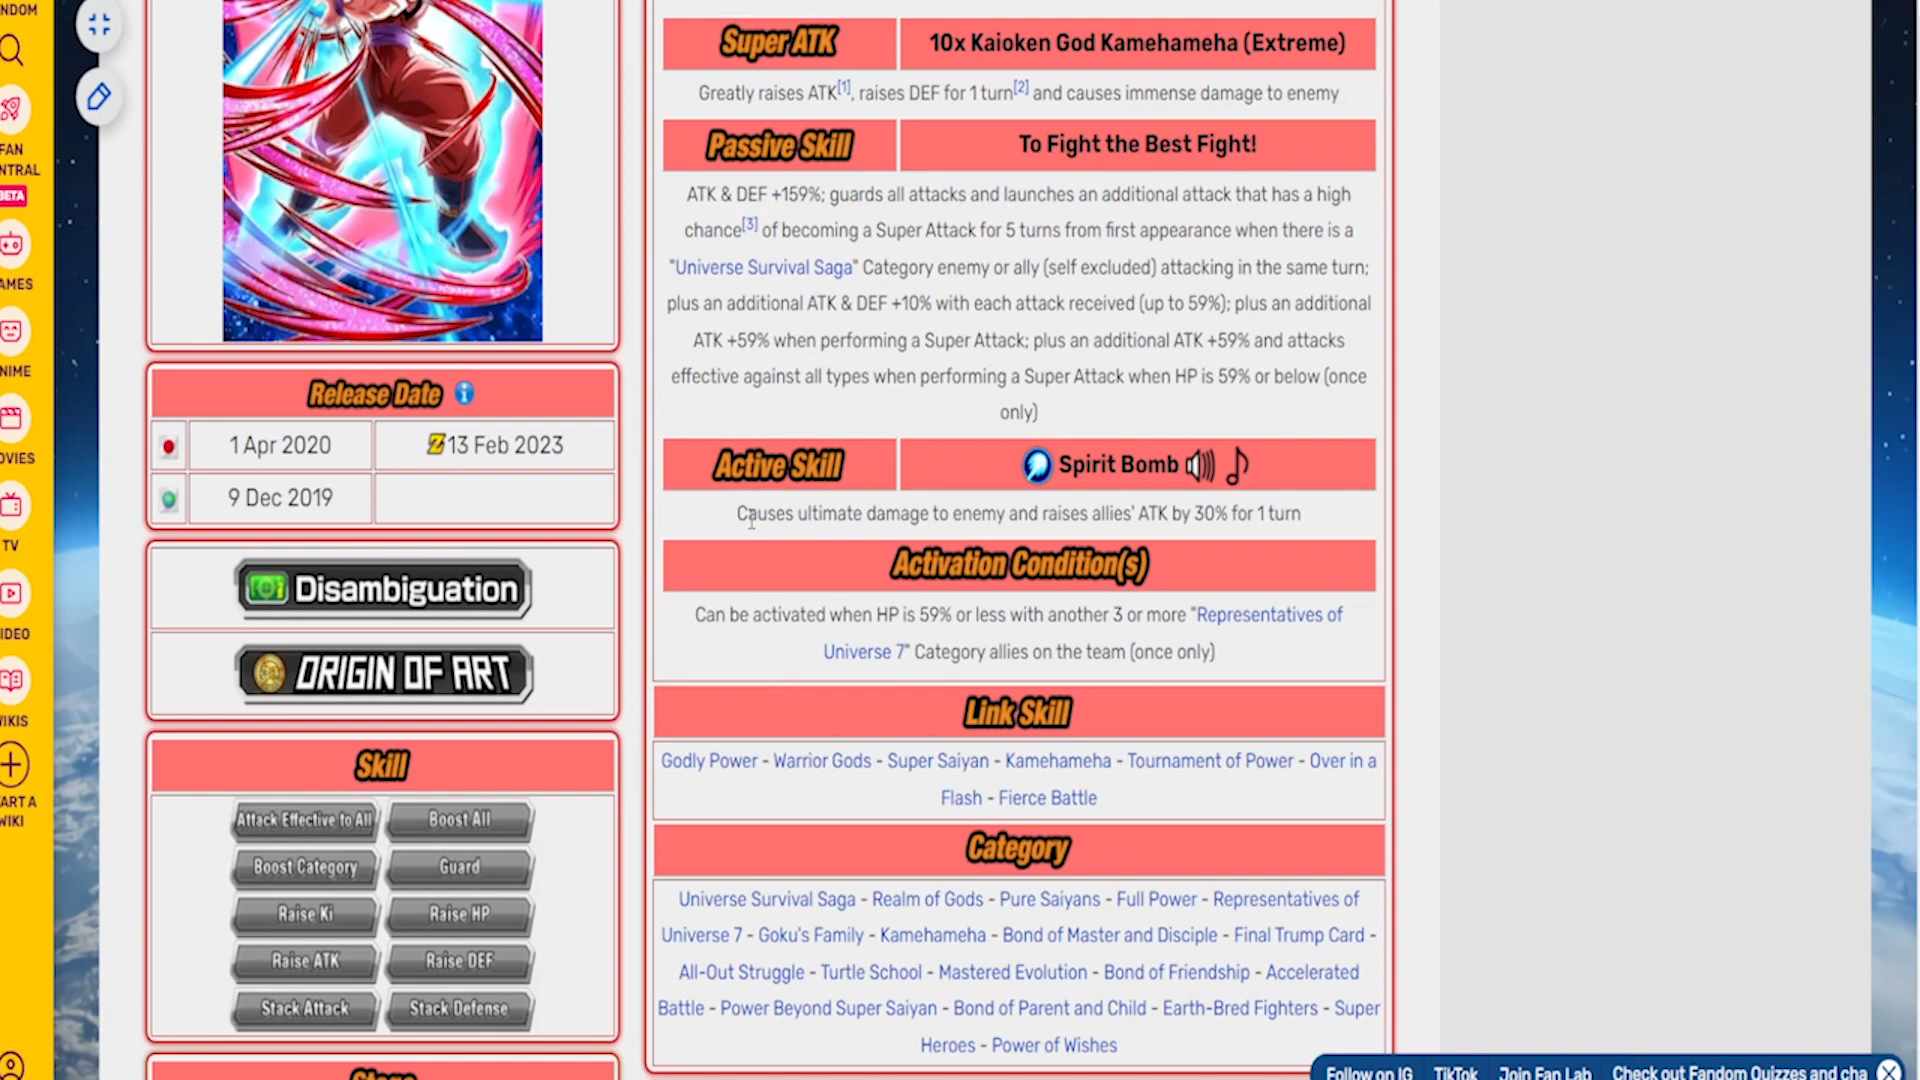 NDOM
FAN
NTRAL
BETA
AMES
NIME
OVIES
TV
IDEO
WIKIS
ART A
WIKI
Release Date
1 Apr 2020 Z 13 Feb 2023
9 Dec 2019
Disambiguation
ORIGIN OF ART
Skill
Attack Effective to All Boost All
Boost Category Guard
Raise Ki Raise HP
Raise ATK Raise DEF
Stack Attack Stack Defense
Super ATK 10x Kaioken God Kamehameha (Extreme)
Greatly raises ATK[1], raises DEF for 1 turn[2] and causes immense damage to enemy
Passive Skill To Fight the Best Fight!
ATK & DEF +159%; guards all attacks and launches an additional attack that has a high
chance[3] of becoming a Super Attack for 5 turns from first appearance when there is a
"Universe Survival Saga" Category enemy or ally (self excluded) attacking in the same turn;
plus an additional ATK & DEF +10% with each attack received (up to 59%); plus an additional
ATK +59% when performing a Super Attack; plus an additional ATK +59% and attacks
effective against all types when performing a Super Attack when HP is 59% or below (once
only)
Active Skill Spirit Bomb
Causes ultimate damage to enemy and raises allies' ATK by 30% for 1 turn
Activation Condition(s)
Can be activated when HP is 59% or less with another 3 or more "Representatives of
Universe 7" Category allies on the team (once only)
Link Skill
Godly Power - Warrior Gods - Super Saiyan - Kamehameha - Tournament of Power - Over in a
Flash - Fierce Battle
Category
Universe Survival Saga - Realm of Gods - Pure Saiyans - Full Power - Representatives of
Universe 7 - Goku's Family - Kamehameha - Bond of Master and Disciple - Final Trump Card -
All-Out Struggle - Turtle School - Mastered Evolution - Bond of Friendship - Accelerated
Battle - Power Beyond Super Saiyan - Bond of Parent and Child - Earth-Bred Fighters - Super
Heroes - Power of Wishes
Follow on IG TikTok Join Fan Lab Check out Fandom Quizzes and cha